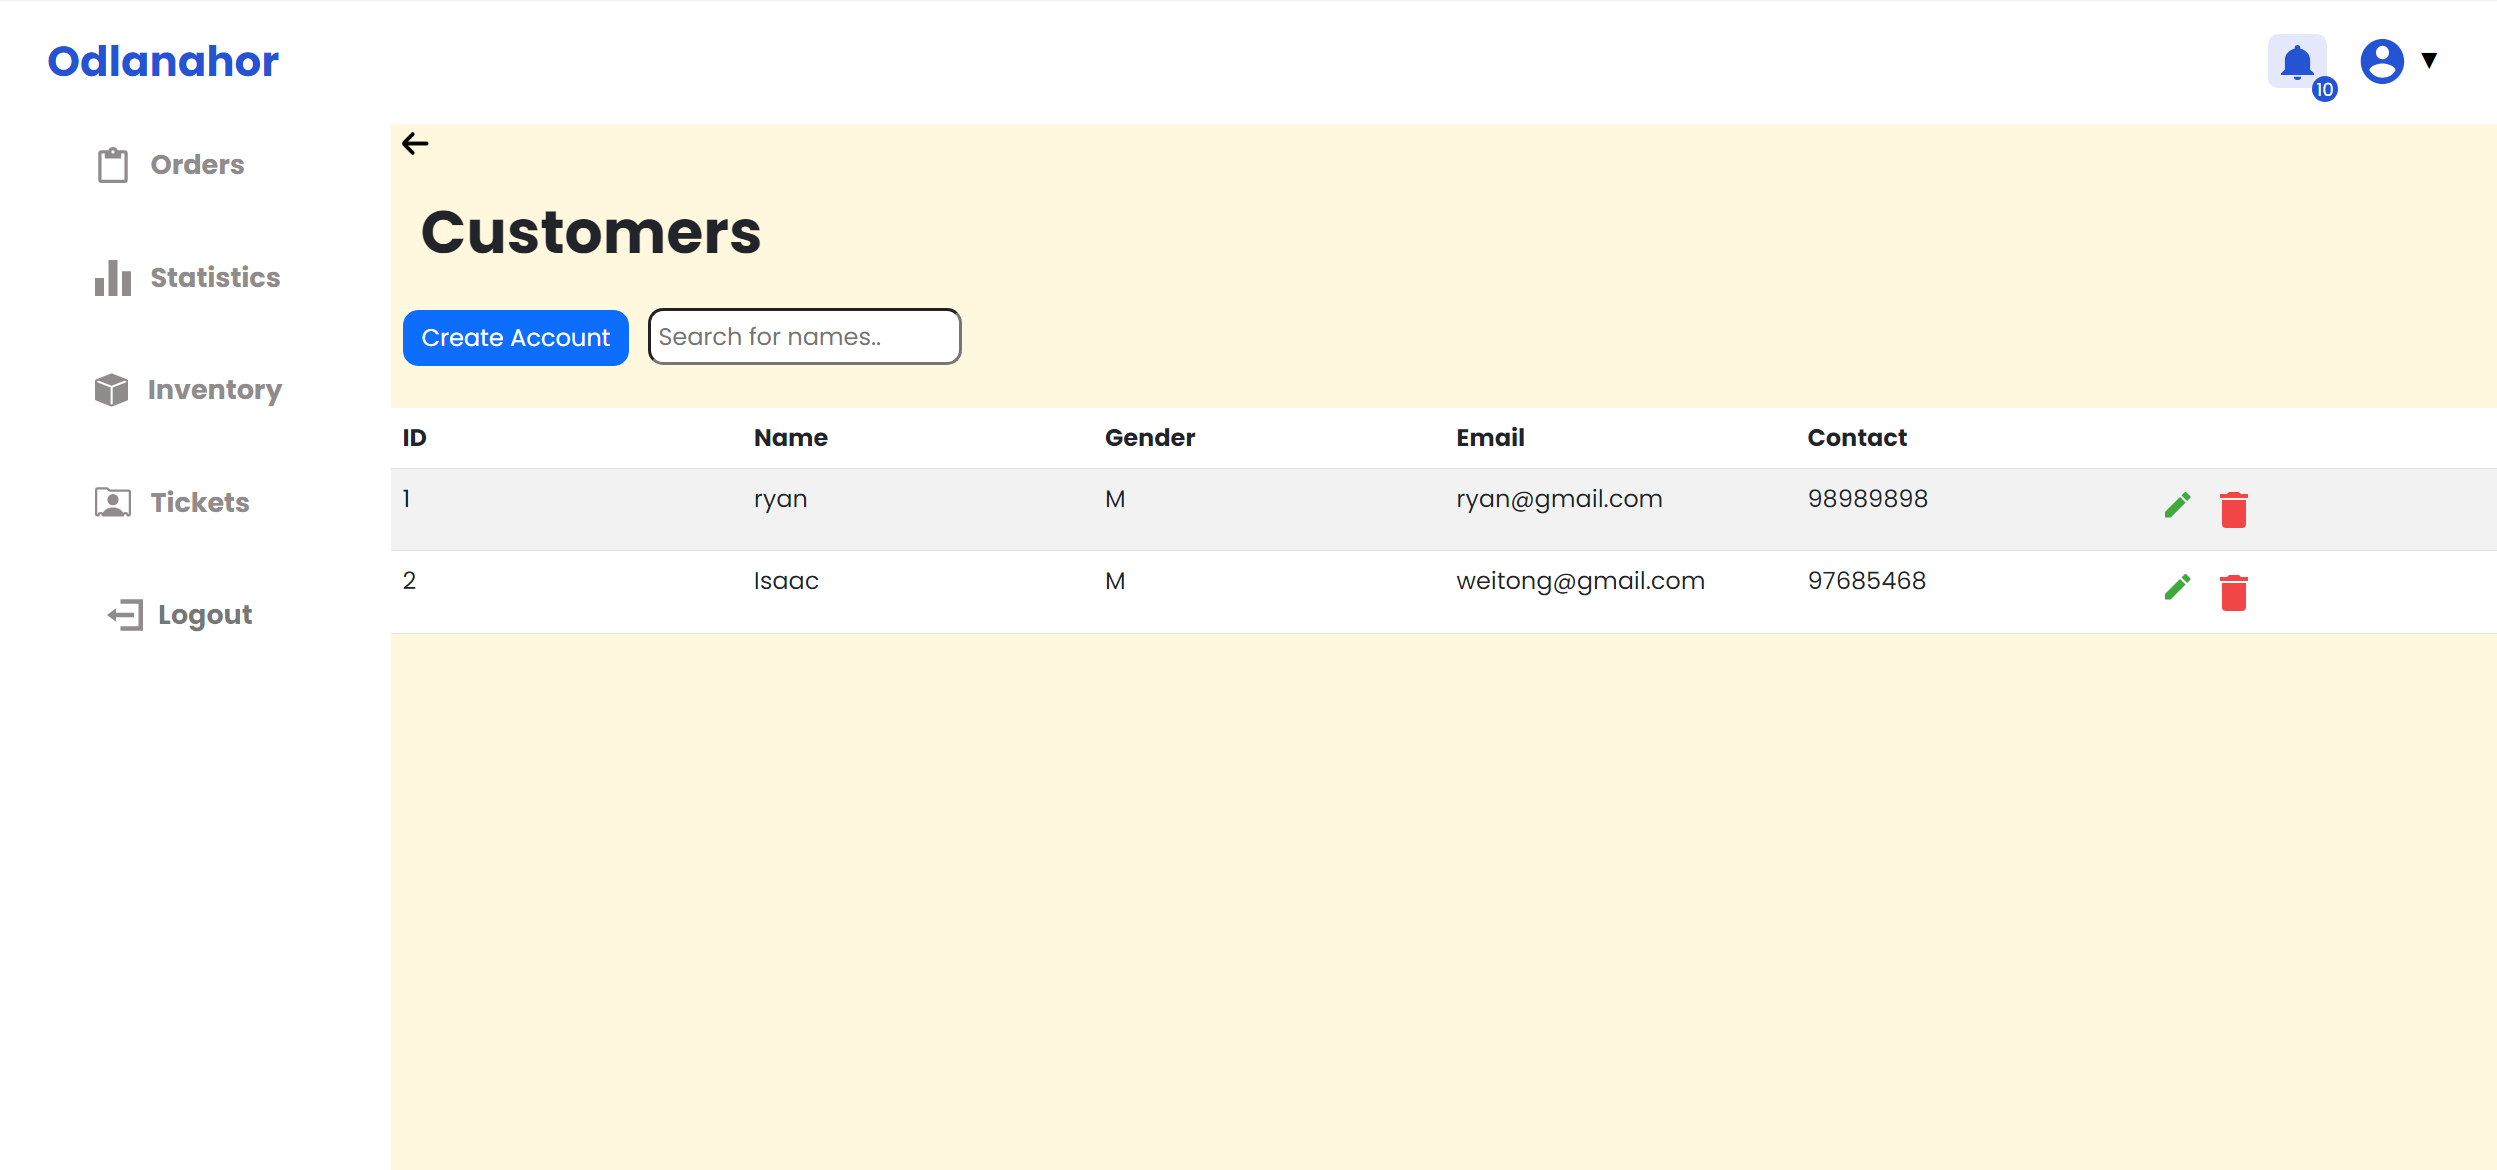 Odlanahor
10
Orders
Statistics
Inventory
Tickets
Logout
Customers
Create Account Search for names..
ID Name Gender Email Contact
1 ryan M ryan@gmail.com 98989898
2 Isaac M weitong@gmail.com 97685468